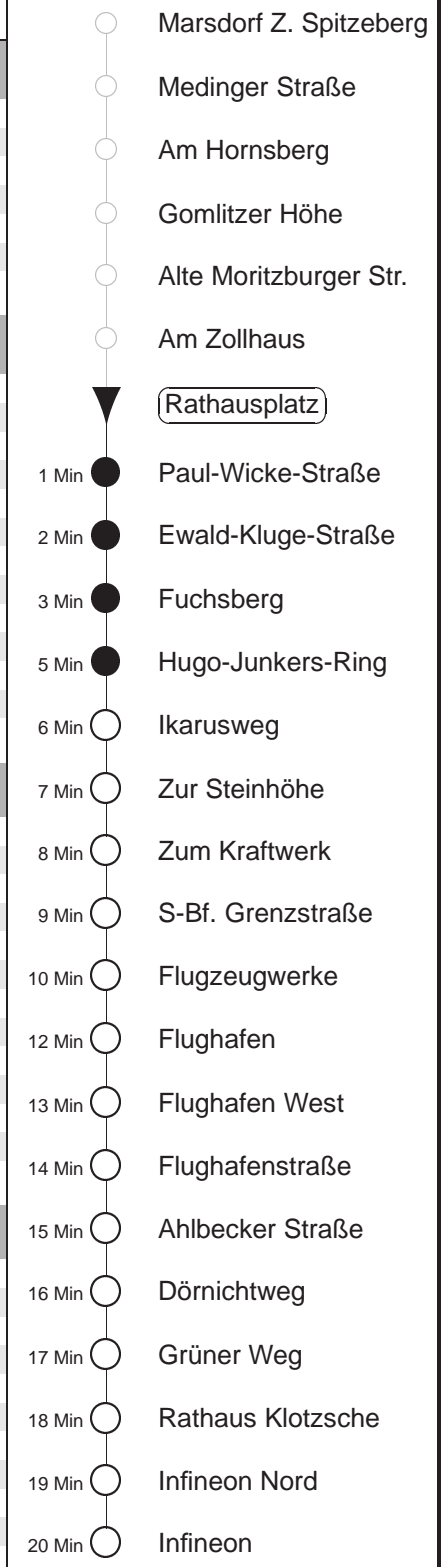 Marsdorf Z. Spitzeberg
Medinger Straße
Am Hornsberg
Gomlitzer Höhe
Alte Moritzburger Str.
Am Zollhaus
Rathausplatz
1 Min Paul-Wicke-Straße
2 Min Ewald-Kluge-Straße
3 Min Fuchsberg
5 Min Hugo-Junkers-Ring
6 Min Ikarusweg
7 Min Zur Steinhöhe
8 Min Zum Kraftwerk
9 Min S-Bf. Grenzstraße
10 Min Flugzeugwerke
12 Min Flughafen
13 Min Flughafen West
14 Min Flughafenstraße
15 Min Ahlbecker Straße
16 Min Dörnichtweg
17 Min Grüner Weg
18 Min Rathaus Klotzsche
19 Min Infineon Nord
20 Min Infineon